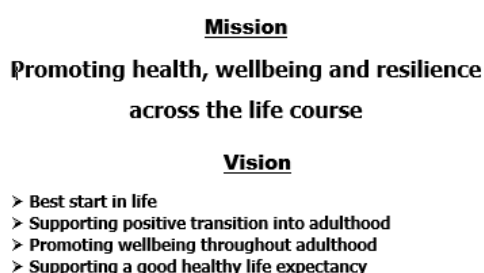 Mission
Promoting health, wellbeing and resilience
across the life course
Vision
➢ Best start in life
➢ Supporting positive transition into adulthood
➢ Promoting wellbeing throughout adulthood
➢ Supporting a good healthy life expectancy